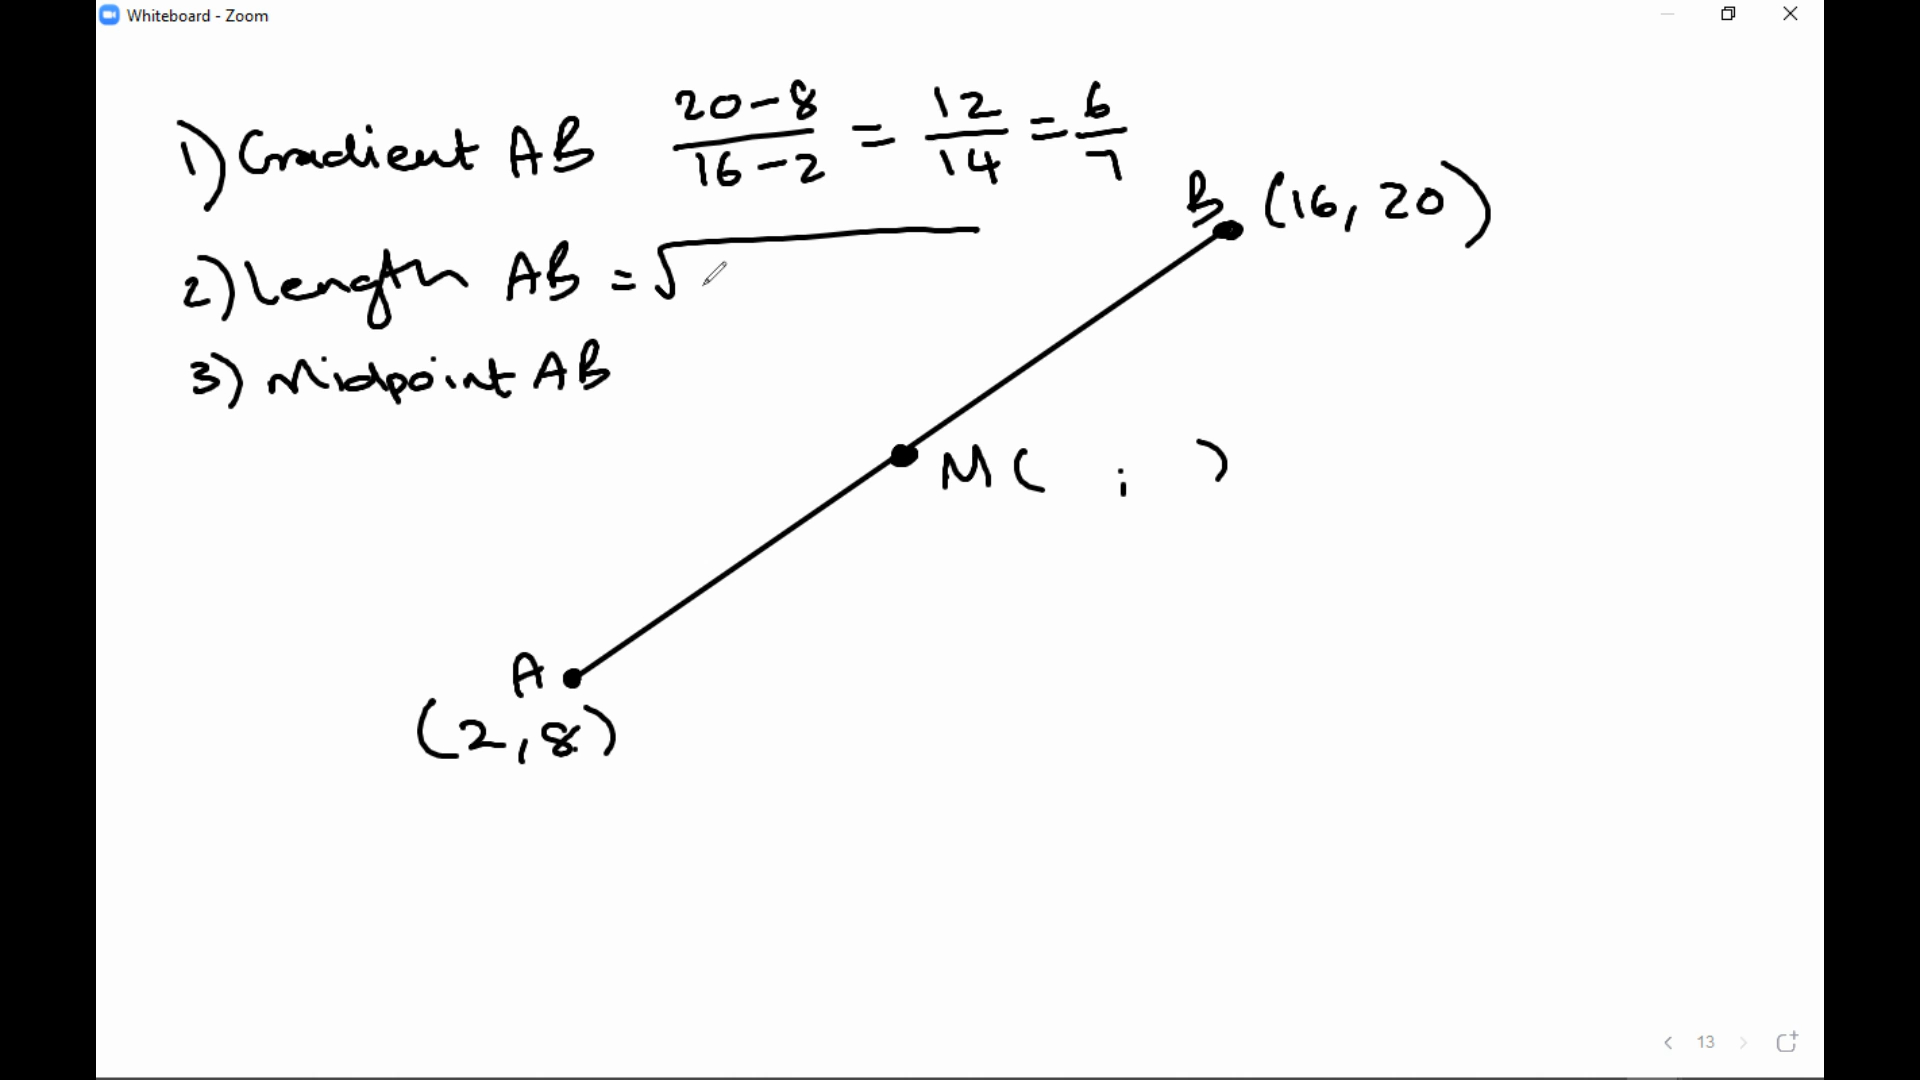 Whiteboard - Zoom
1) Gradient AB (20-8)/(16-2) = 12/14 = 6/7
2) Length AB = √
3) Midpoint AB
B (16, 20)
M ( ; )
A
(2, 8)
13